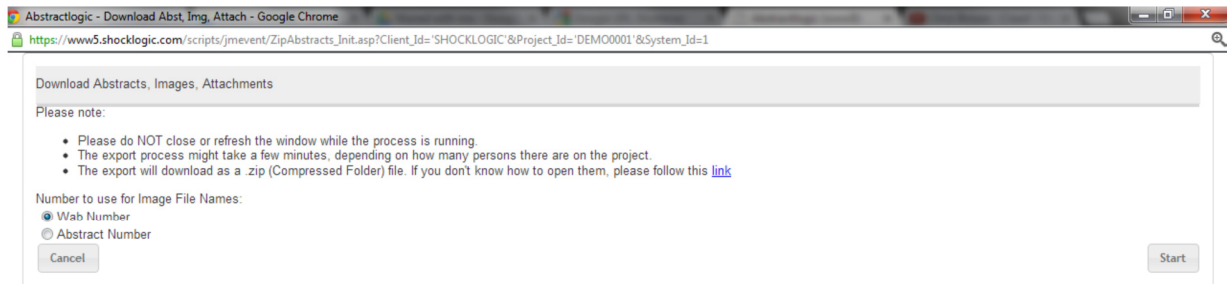 Abstractlogic - Download Abst, Img, Attach - Google Chrome
https://www5.shocklogic.com/scripts/jmevent/ZipAbstracts_Init.asp?Client_Id='SHOCKLOGIC'&Project_Id='DEMO0001'&System_Id=1
Download Abstracts, Images, Attachments
Please note:
• Please do NOT close or refresh the window while the process is running.
• The export process might take a few minutes, depending on how many persons there are on the project.
• The export will download as a .zip (Compressed Folder) file. If you don't know how to open them, please follow this link
Number to use for Image File Names:
Wab Number
Abstract Number
Cancel
Start